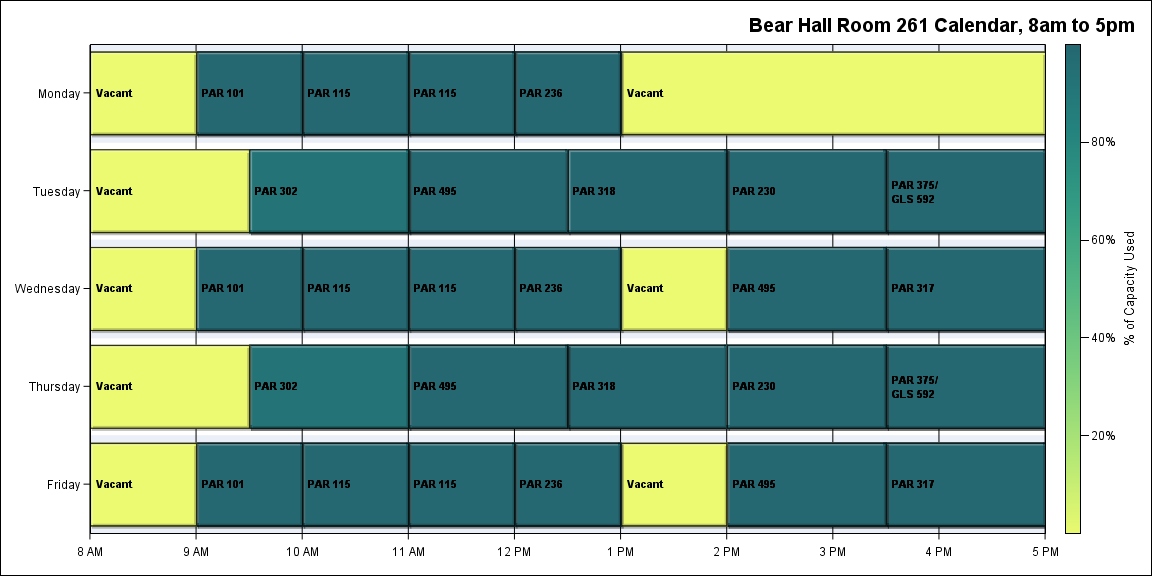 Bear Hall Room 261 Calendar, 8am to 5pm
Monday
Vacant
PAR 101
PAR 115
PAR 115
PAR 236
Vacant
Tuesday
Vacant
PAR 302
PAR 495
PAR 318
PAR 230
PAR 375/
GLS 592
Wednesday
Vacant
PAR 101
PAR 115
PAR 115
PAR 236
Vacant
PAR 495
PAR 317
Thursday
Vacant
PAR 302
PAR 495
PAR 318
PAR 230
PAR 375/
GLS 592
Friday
Vacant
PAR 101
PAR 115
PAR 115
PAR 236
Vacant
PAR 495
PAR 317
8 AM
9 AM
10 AM
11 AM
12 PM
1 PM
2 PM
3 PM
4 PM
5 PM
80%
60%
40%
20%
% of Capacity Used